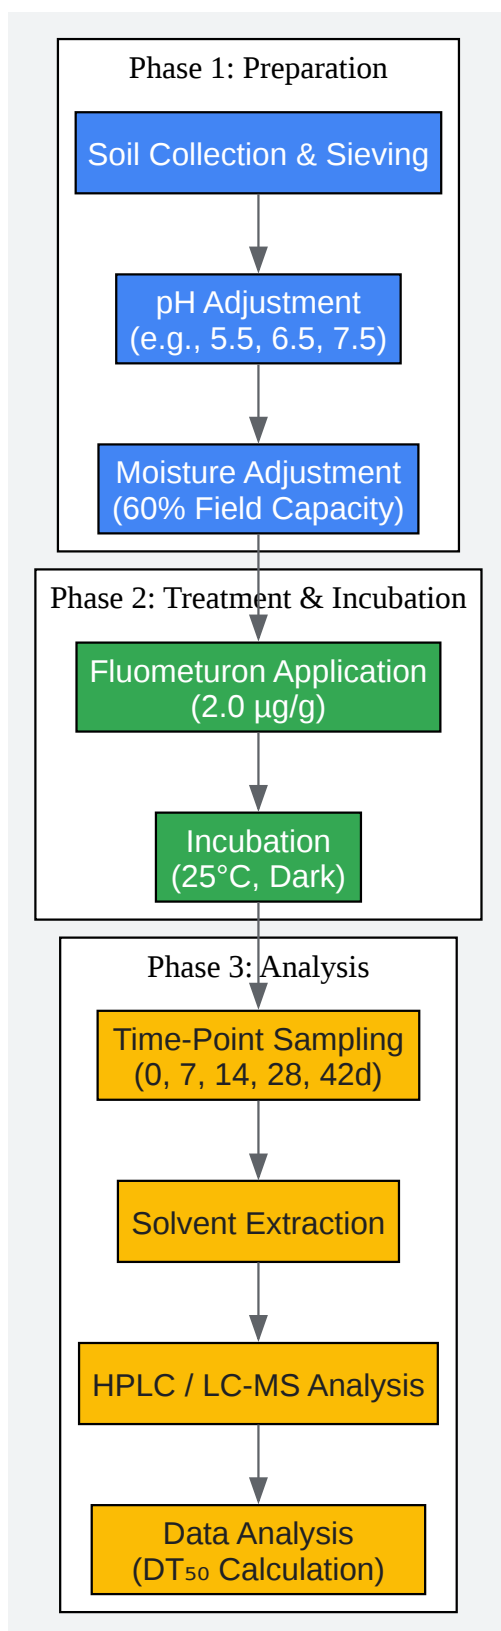 Phase 1: Preparation
Soil Collection & Sieving
pH Adjustment
(e.g., 5.5, 6.5, 7.5)
Moisture Adjustment
(60% Field Capacity)
Phase 2: Treatment & Incubation
Fluometuron Application
(2.0 µg/g)
Incubation
(25°C, Dark)
Phase 3: Analysis
Time-Point Sampling
(0, 7, 14, 28, 42d)
Solvent Extraction
HPLC / LC-MS Analysis
Data Analysis
(DT₅₀ Calculation)